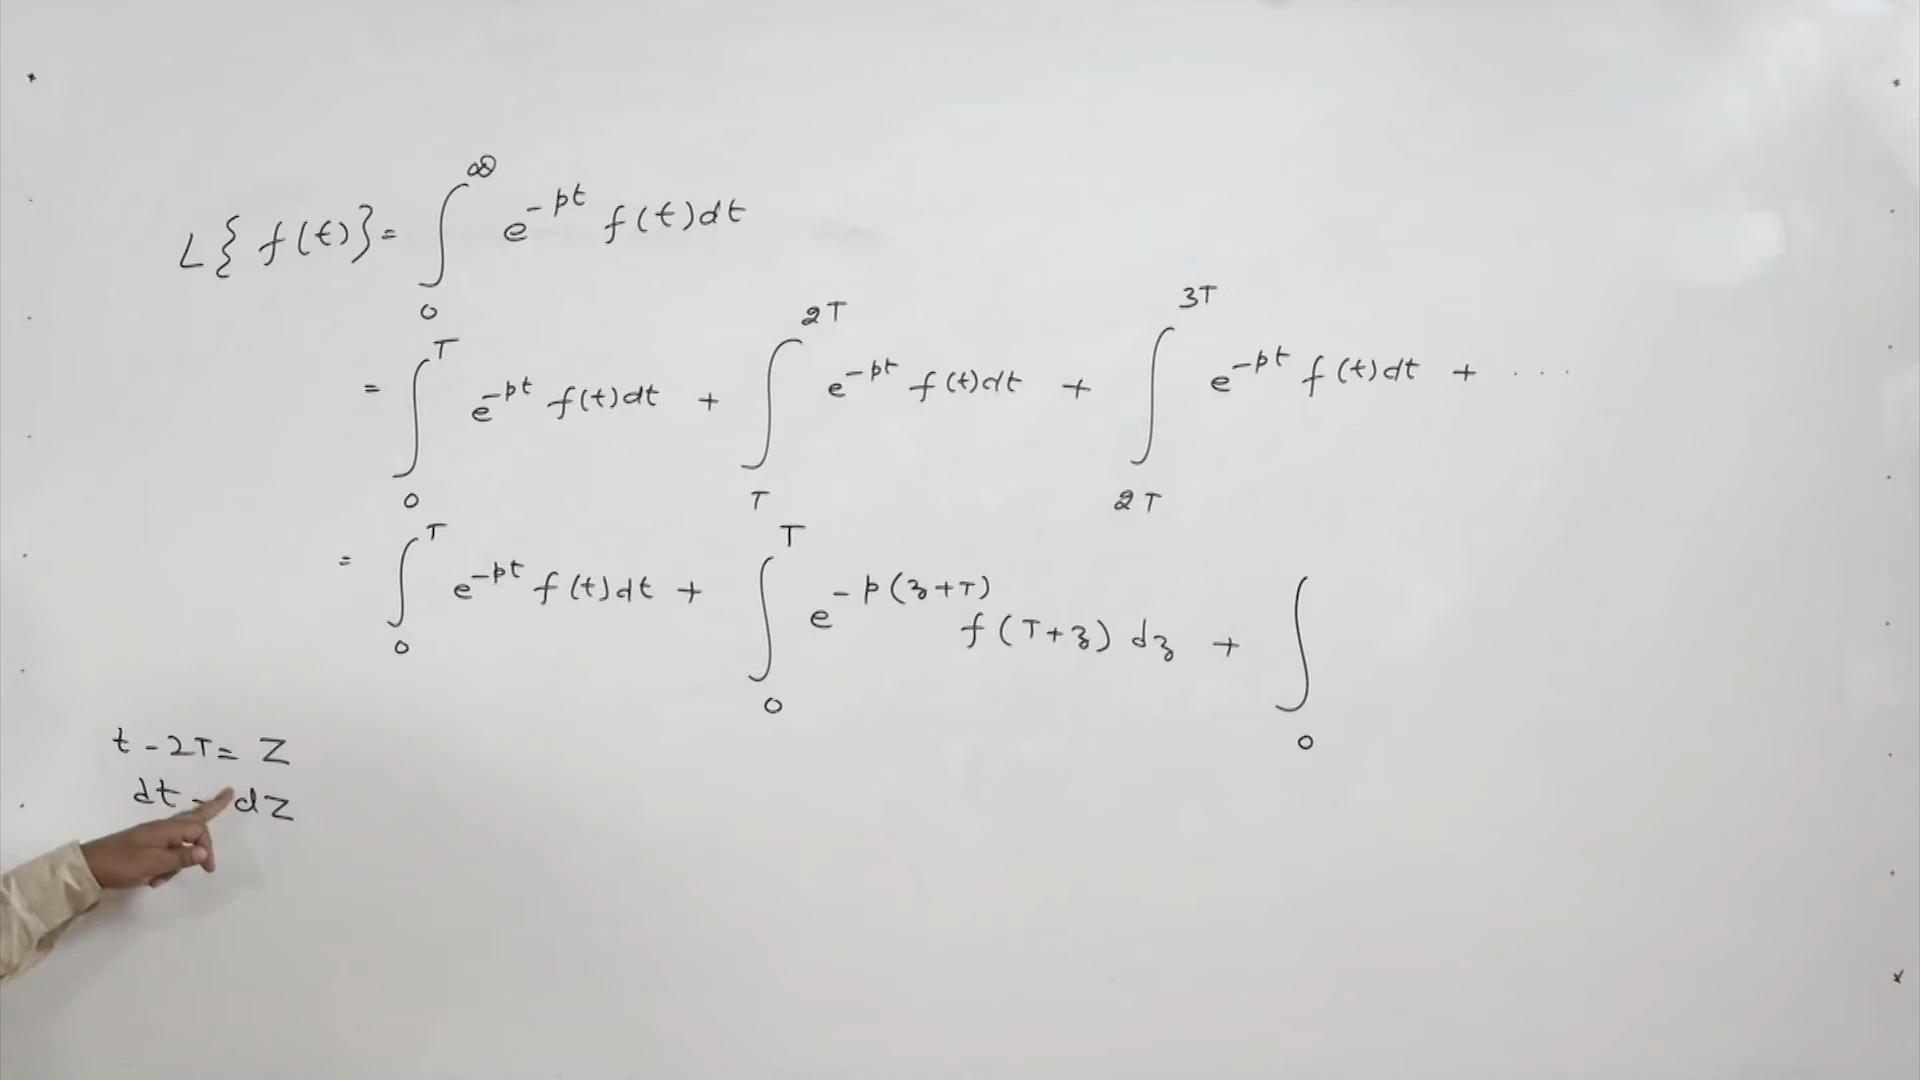 L{f(t)}= ∫₀^∞ e^{-pt} f(t)dt
= ∫₀^T e^{-pt} f(t)dt + ∫_T^{2T} e^{-pt} f(t)dt + ∫_{2T}^{3T} e^{-pt} f(t)dt + ...
= ∫₀^T e^{-pt} f(t)dt + ∫₀^T e^{-p(z+T)} f(T+z) dz + ∫₀
t-2T= Z
dt= dZ